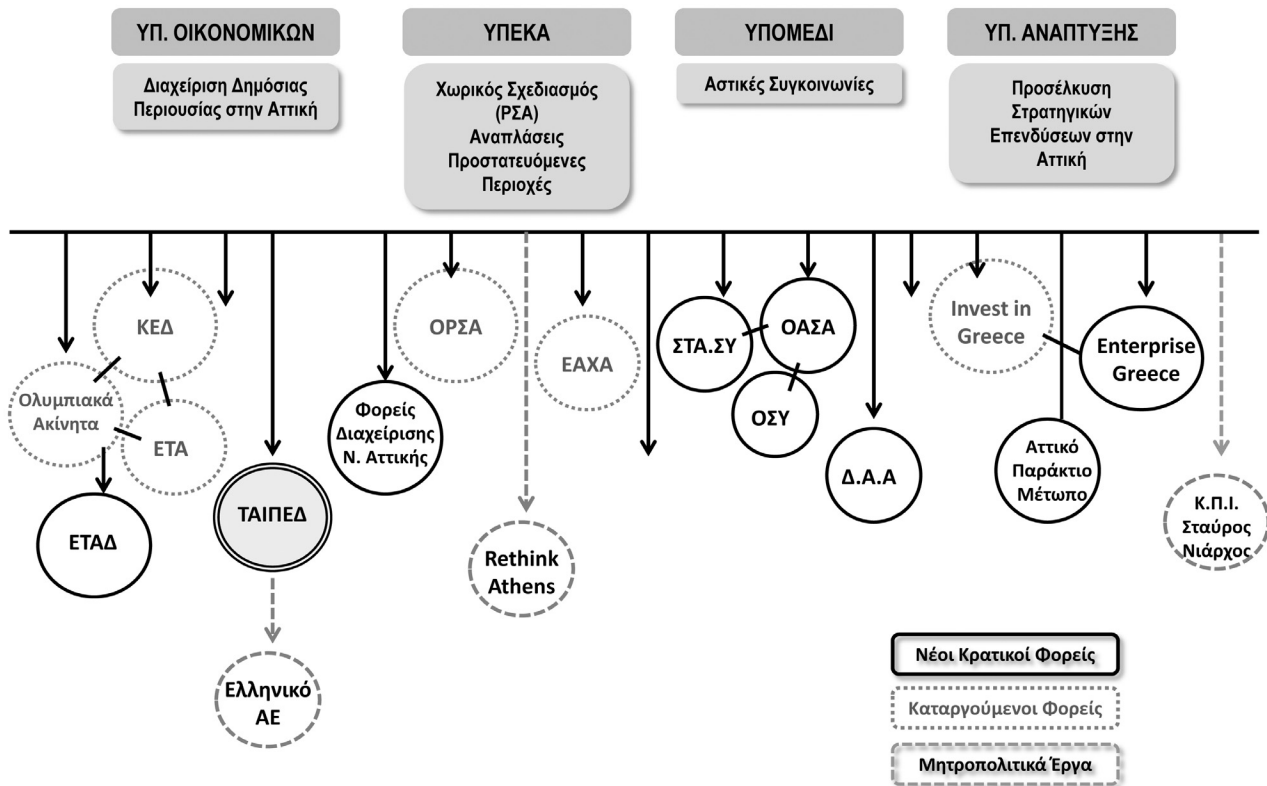 ΥΠ. ΟΙΚΟΝΟΜΙΚΩΝ
Διαχείριση Δημόσιας
Περιουσίας στην Αττική
ΥΠΕΚΑ
Χωρικός Σχεδιασμός
(ΡΣΑ)
Αναπλάσεις
Προστατευόμενες
Περιοχές
ΥΠΟΜΕΔΙ
Αστικές Συγκοινωνίες
ΥΠ. ΑΝΑΠΤΥΞΗΣ
Προσέλκυση
Στρατηγικών
Επενδύσεων στην
Αττική
ΚΕΔ
Ολυμπιακά
Ακίνητα
ΕΤΑ
ΕΤΑΔ
ΤΑΙΠΕΔ
Ελληνικό
ΑΕ
Φορείς
Διαχείρισης
Ν. Αττικής
ΟΡΣΑ
Rethink
Athens
ΕΑΧΑ
ΣΤΑ.ΣΥ
ΟΑΣΑ
ΟΣΥ
Δ.Α.Α
Invest in
Greece
Enterprise
Greece
Αττικό
Παράκτιο
Μέτωπο
Κ.Π.Ι.
Σταύρος
Νιάρχος
Νέοι Κρατικοί Φορείς
Καταργούμενοι Φορείς
Μητροπολιτικά Έργα